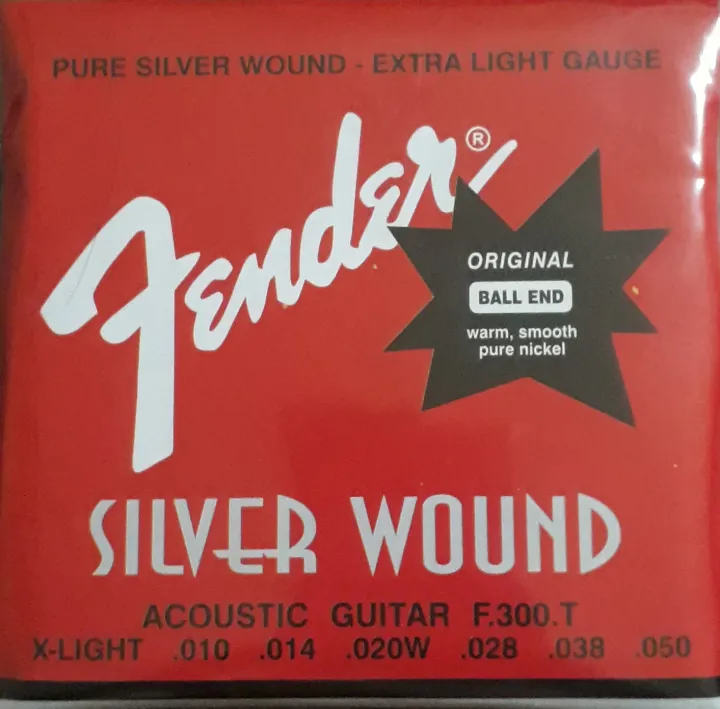 PURE SILVER WOUND - EXTRA LIGHT GAUGE
Fender®
ORIGINAL
BALL END
warm, smooth
pure nickel
SILVER WOUND
ACOUSTIC GUITAR F.300.T
X-LIGHT .010 .014 .020W .028 .038 .050